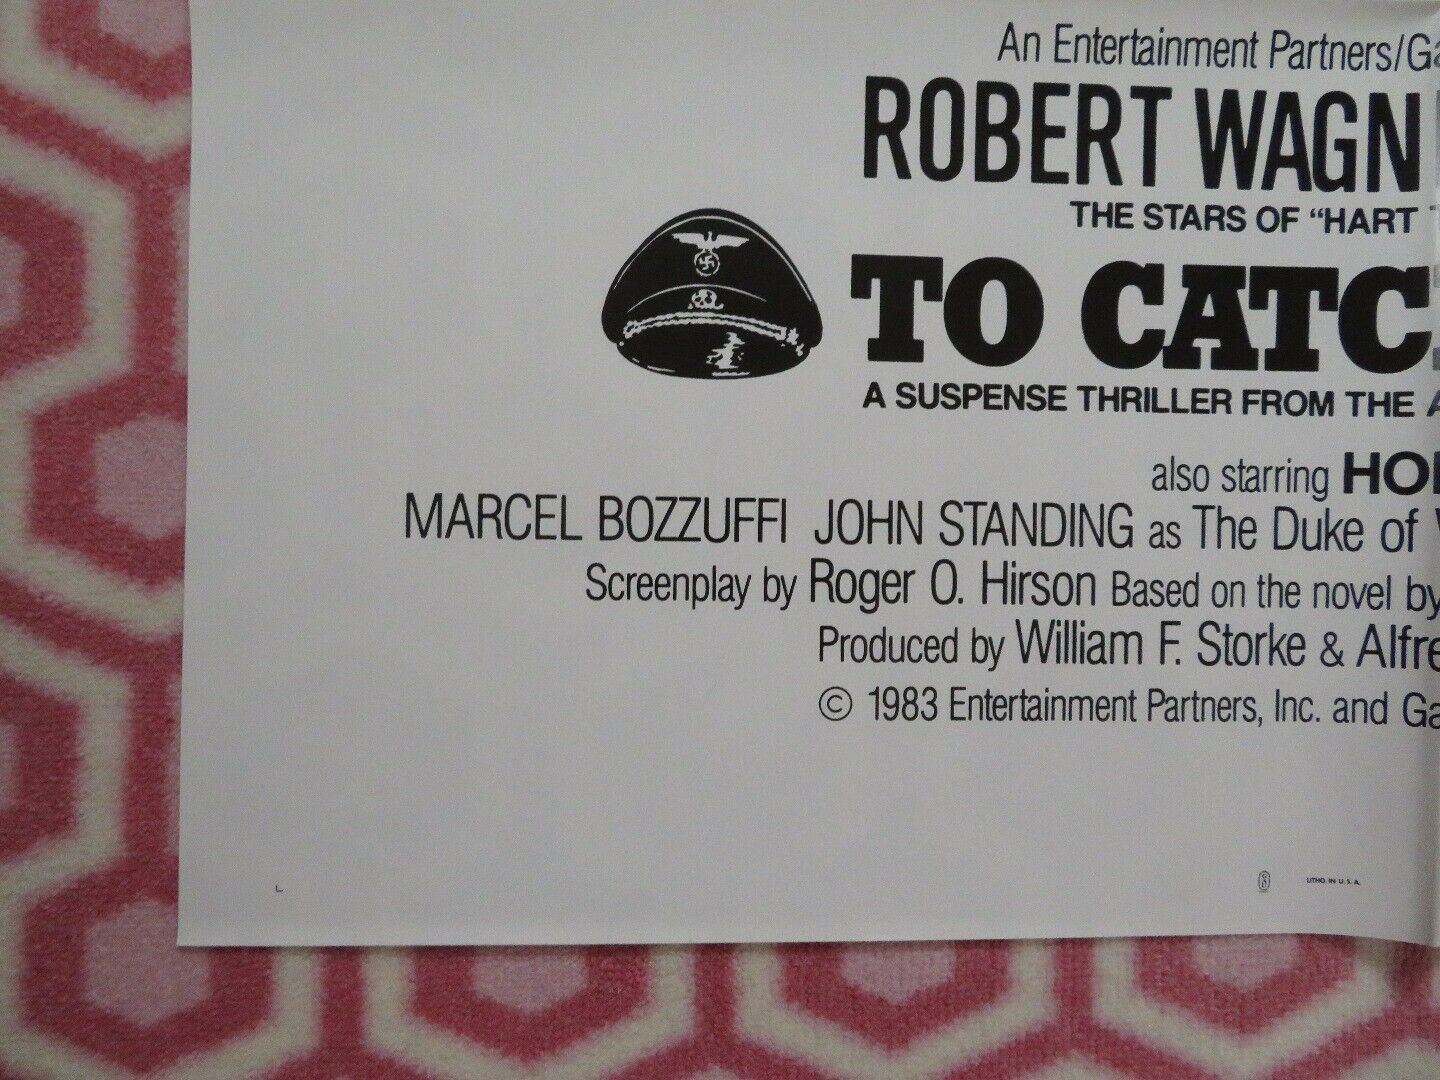 An Entertainment Partners/Ga
ROBERT WAGN
THE STARS OF "HART
TO CATC
A SUSPENSE THRILLER FROM THE A
also starring HO
MARCEL BOZZUFFI JOHN STANDING as The Duke of
Screenplay by Roger O. Hirson Based on the novel by
Produced by William F. Storke & Alfre
© 1983 Entertainment Partners, Inc. and Ga
LITHO. IN U.S.A.